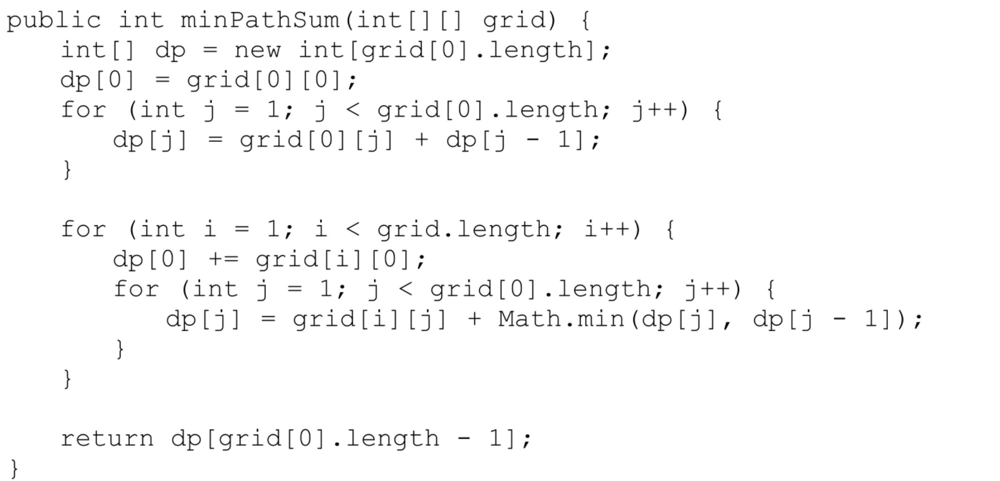 public int minPathSum(int[][] grid) {
    int[] dp = new int[grid[0].length];
    dp[0] = grid[0][0];
    for (int j = 1; j < grid[0].length; j++) {
        dp[j] = grid[0][j] + dp[j - 1];
    }

    for (int i = 1; i < grid.length; i++) {
        dp[0] += grid[i][0];
        for (int j = 1; j < grid[0].length; j++) {
            dp[j] = grid[i][j] + Math.min(dp[j], dp[j - 1]);
        }
    }

    return dp[grid[0].length - 1];
}